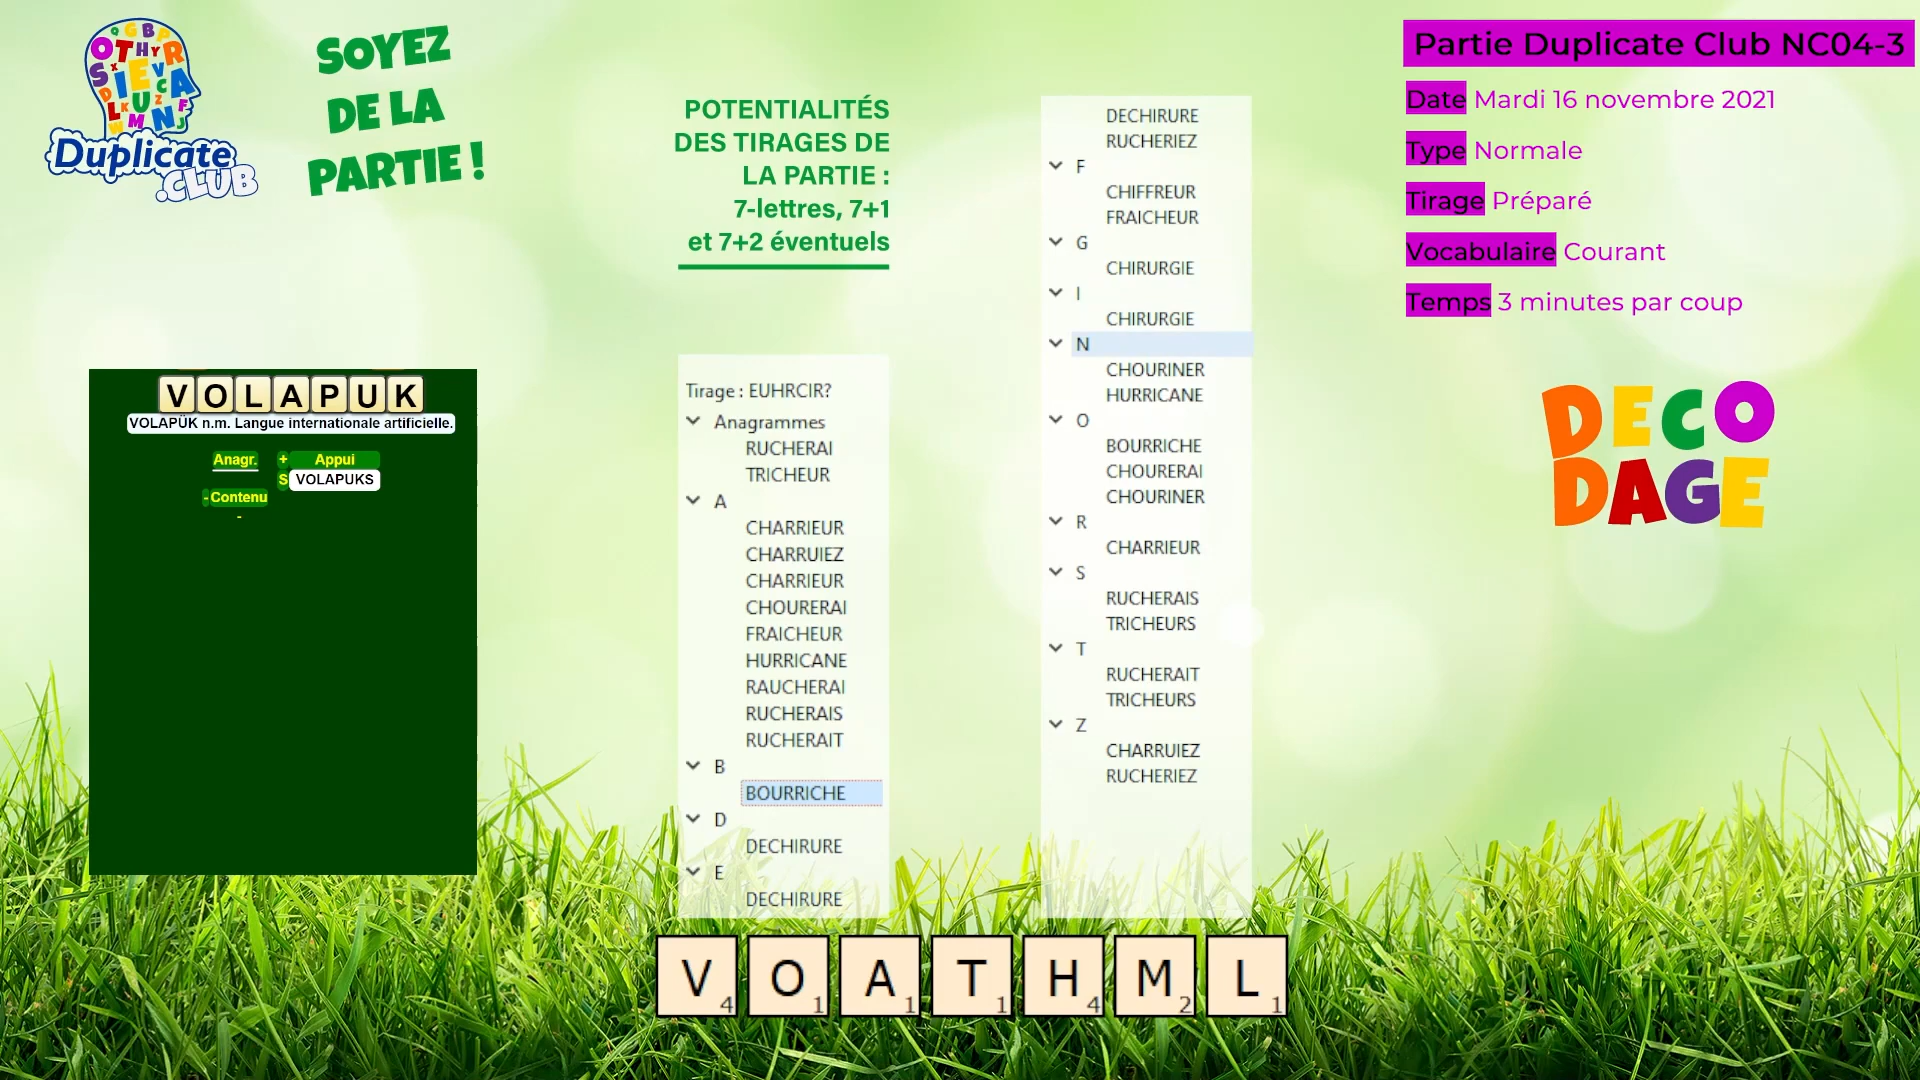 Duplicate
.CLUB
SOYEZ
DE LA
PARTIE !
VOLAPUK
VOLAPÜK n.m. Langue internationale artificielle.
Anagr. + Appui
S VOLAPUKS
-Contenu
-
POTENTIALITÉS
DES TIRAGES DE
LA PARTIE :
7-lettres, 7+1
et 7+2 éventuels
Tirage : EUHRCIR?
Anagrammes
RUCHERAI
TRICHEUR
A
CHARRIEUR
CHARRUIEZ
CHARRIEUR
CHOURERAI
FRAICHEUR
HURRICANE
RAUCHERAI
RUCHERAIS
RUCHERAIT
B
BOURRICHE
D
DECHIRURE
E
DECHIRURE
DECHIRURE
RUCHERIEZ
F
CHIFFREUR
FRAICHEUR
G
CHIRURGIE
I
CHIRURGIE
N
CHOURINER
HURRICANE
O
BOURRICHE
CHOURERAI
CHOURINER
R
CHARRIEUR
S
RUCHERAIS
TRICHEURS
T
RUCHERAIT
TRICHEURS
Z
CHARRUIEZ
RUCHERIEZ
Partie Duplicate Club NC04-3
Date Mardi 16 novembre 2021
Type Normale
Tirage Préparé
Vocabulaire Courant
Temps 3 minutes par coup
DECO
DAGE
V4 O1 A1 T1 H4 M2 L1